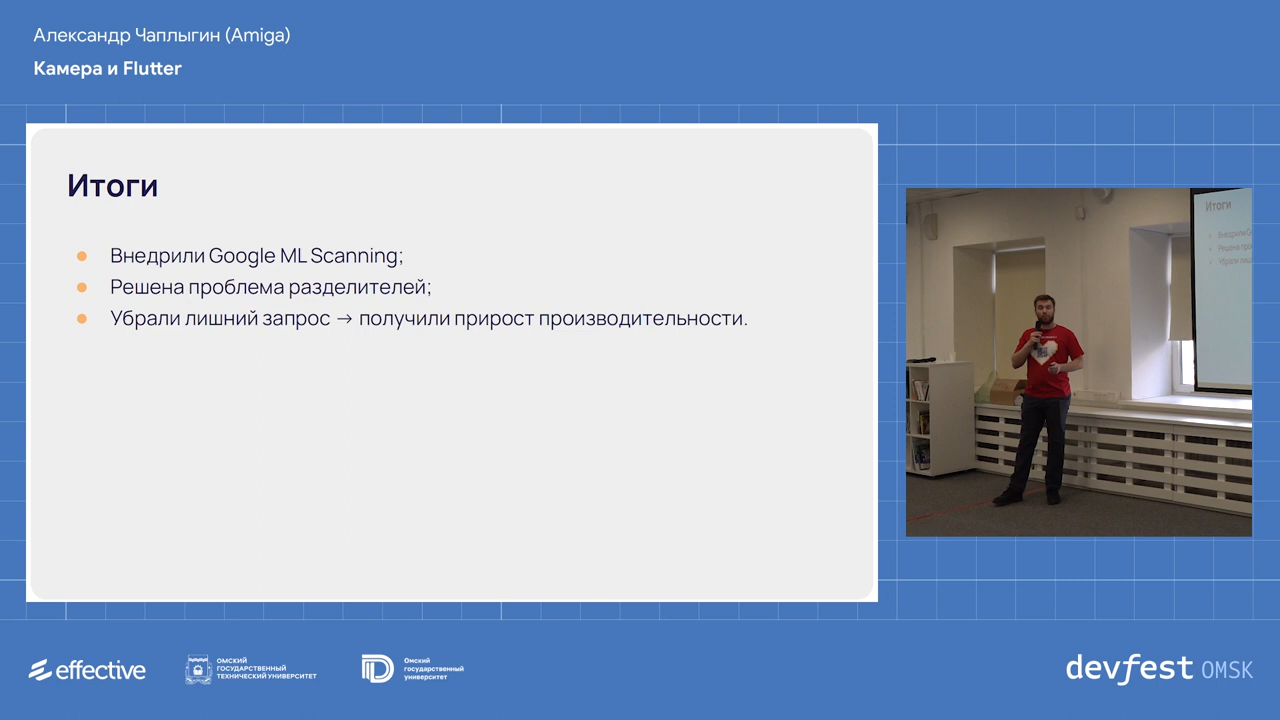 Александр Чаплыгин (Amiga)
Камера и Flutter
Итоги
Внедрили Google ML Scanning;
Решена проблема разделителей;
Убрали лишний запрос → получили прирост производительности.
Итоги
effective
ОМСКИЙ
ГОСУДАРСТВЕННЫЙ
ТЕХНИЧЕСКИЙ УНИВЕРСИТЕТ
Омский
государственный
университет
devfest OMSK